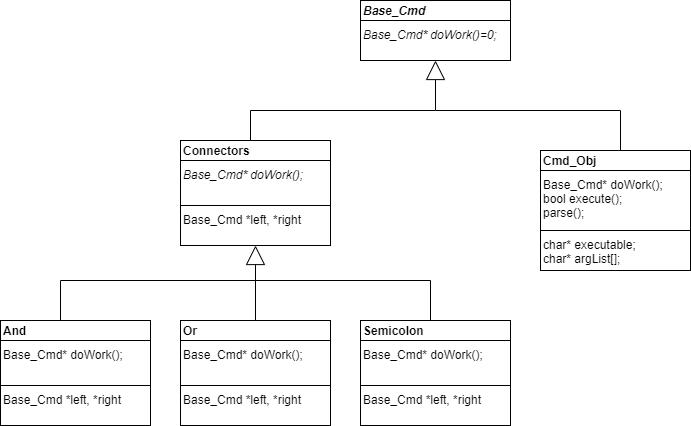 Base_Cmd
Base_Cmd* doWork()=0;
Connectors
Base_Cmd* doWork();
Base_Cmd *left, *right
Cmd_Obj
Base_Cmd* doWork();
bool execute();
parse();
char* executable;
char* argList[];
And
Base_Cmd* doWork();
Base_Cmd *left, *right
Or
Base_Cmd* doWork();
Base_Cmd *left, *right
Semicolon
Base_Cmd* doWork();
Base_Cmd *left, *right